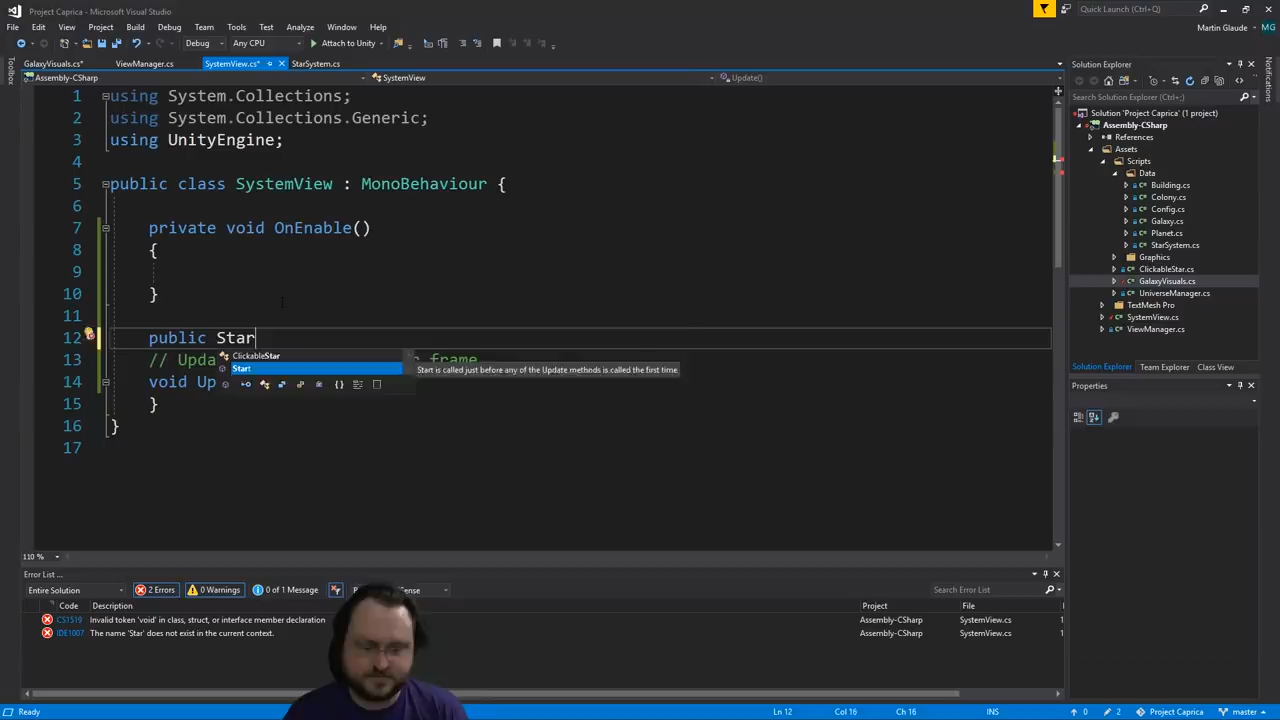 Project Caprica - Microsoft Visual Studio
Quick Launch (Ctrl+Q)
File Edit View Project Build Debug Team Tools Test Analyze Window Help
Martin Glaude MG
Debug Any CPU Attach to Unity
GalaxyVisuals.cs* ViewManager.cs SystemView.cs* StarSystem.cs
Assembly-CSharp SystemView Update()
Toolbox
1 using System.Collections;
2 using System.Collections.Generic;
3 using UnityEngine;
4
5 public class SystemView : MonoBehaviour {
6
7 private void OnEnable()
8 {
9
10 }
11
12 public Star
ClickableStar
Start
Start is called just before any of the Update methods is called the first time.
13 // Upda frame
14 void Up
15 }
16 }
17
110 %
Solution Explorer
Search Solution Explorer (Ctrl+;)
Solution 'Project Caprica' (1 project)
Assembly-CSharp
References
Assets
Scripts
Data
Building.cs
Colony.cs
Config.cs
Galaxy.cs
Planet.cs
StarSystem.cs
Graphics
ClickableStar.cs
GalaxyVisuals.cs
UniverseManager.cs
TextMesh Pro
SystemView.cs
ViewManager.cs
Solution Explorer Team Explorer Class View
Properties
Notifications
Error List ...
Entire Solution 2 Errors 0 Warnings 0 of 1 Message Search Error List
Code Description Project File
CS1519 Invalid token 'void' in class, struct, or interface member declaration Assembly-CSharp SystemView.cs 1
IDE1007 The name 'Star' does not exist in the current context. Assembly-CSharp SystemView.cs 1
Ready Ln 12 Col 16 Ch 16 INS 0 2 Project Caprica master